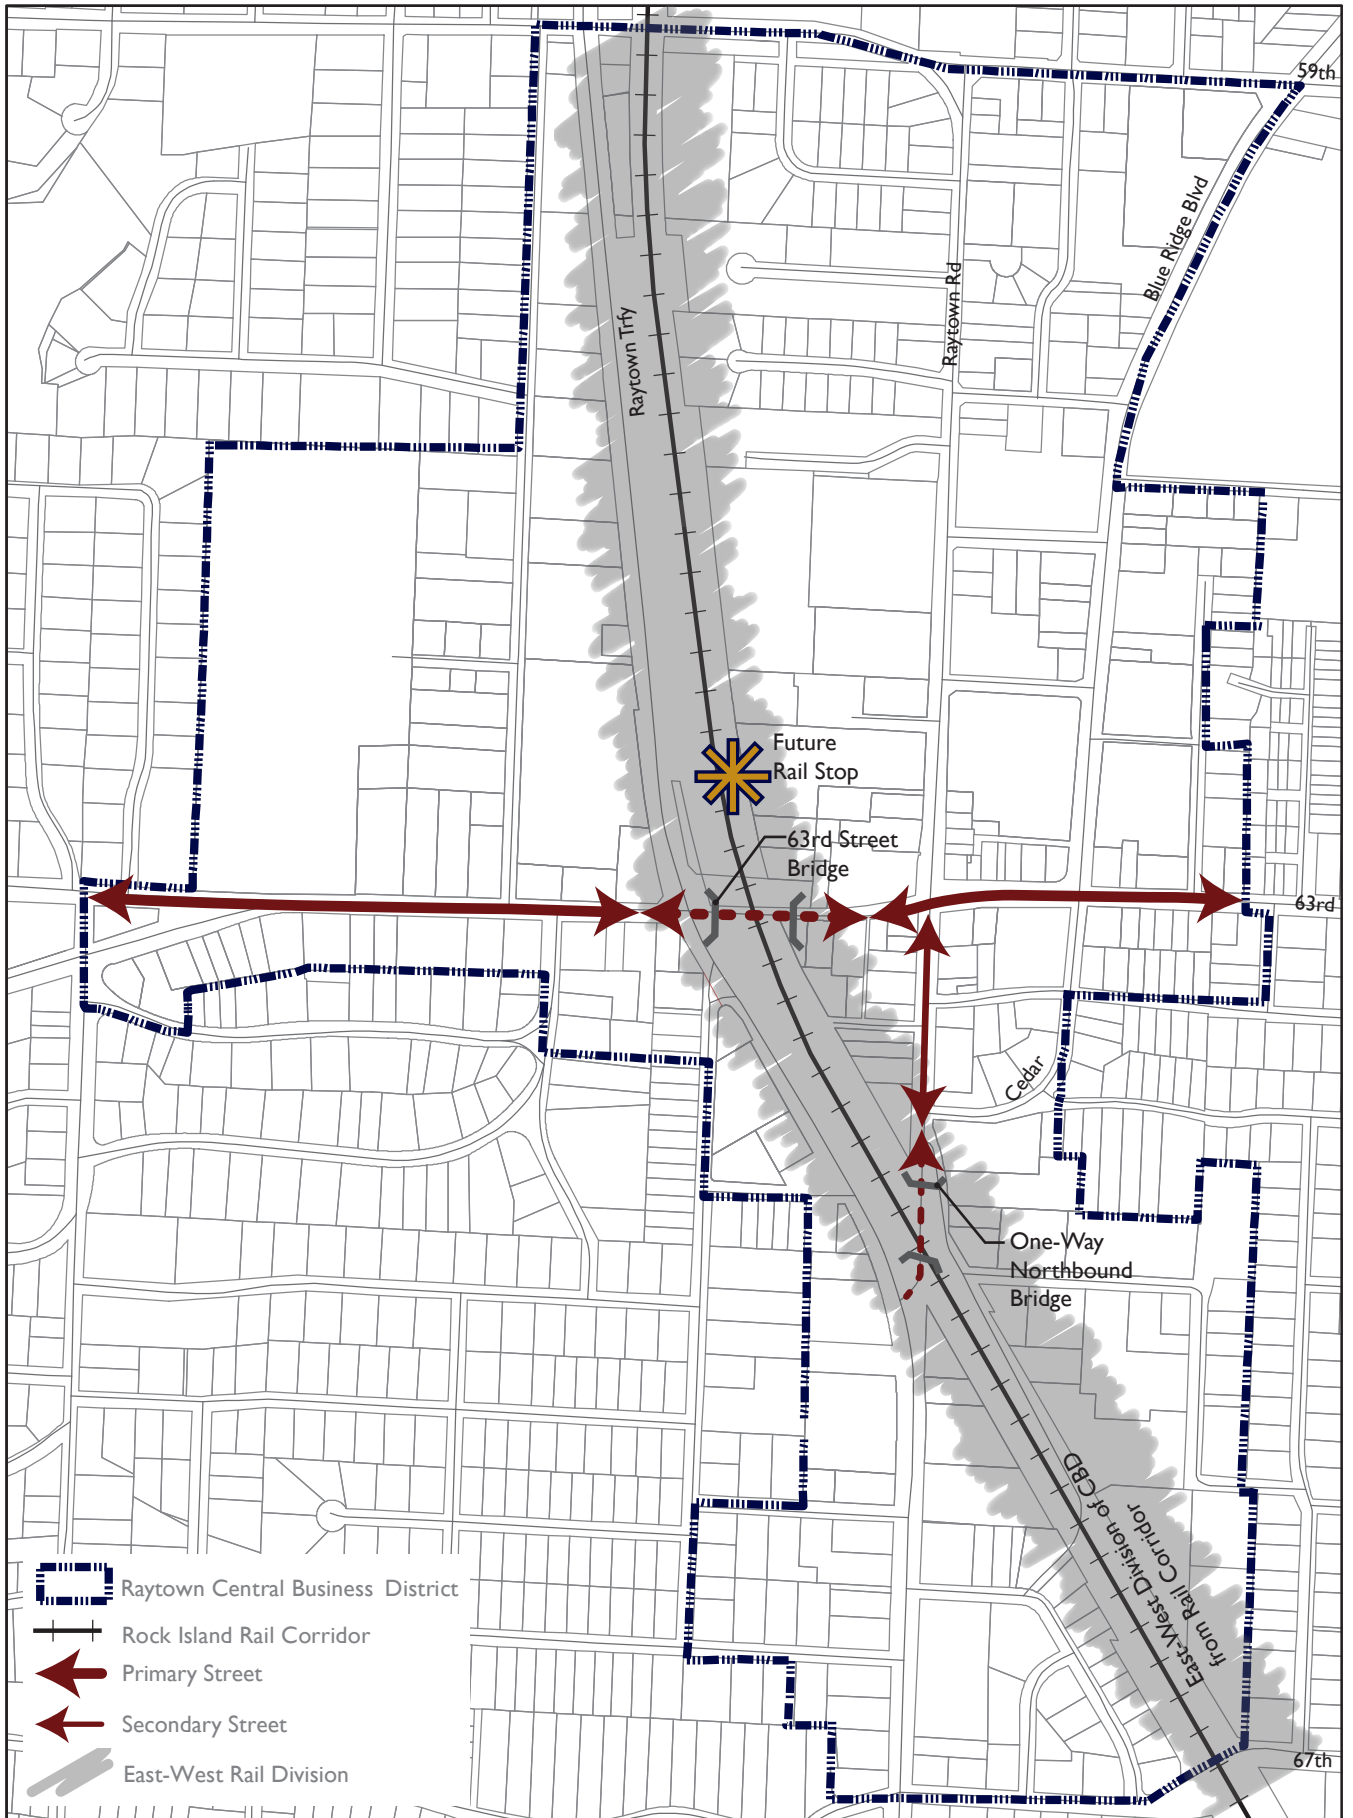 59th
Blue Ridge Blvd
Raytown Rd
Raytown Trfy
Future
Rail Stop
63rd Street
Bridge
63rd
Cedar
One-Way
Northbound
Bridge
East-West Division of CBD
from Rail Corridor
67th
Raytown Central Business District
Rock Island Rail Corridor
Primary Street
Secondary Street
East-West Rail Division